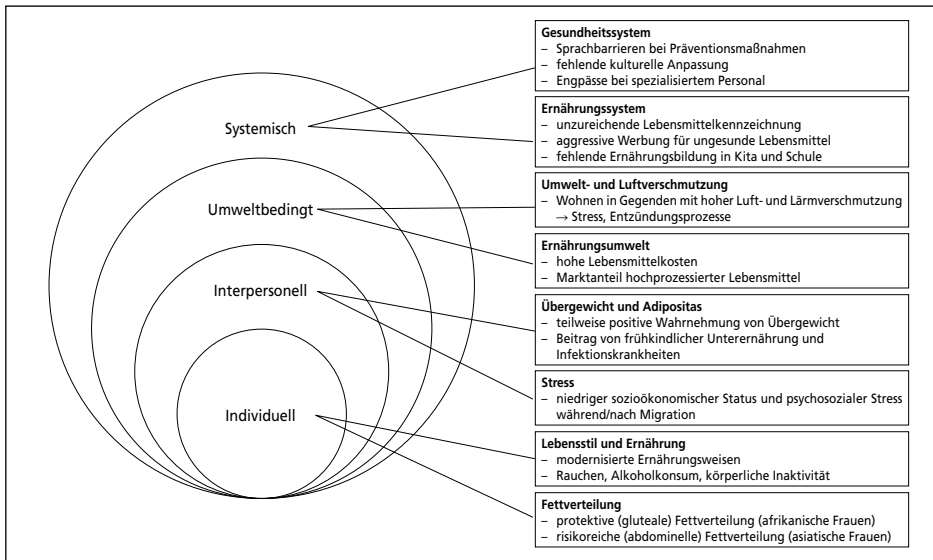 Systemisch
Umweltbedingt
Interpersonell
Individuell
Gesundheitssystem
– Sprachbarrieren bei Präventionsmaßnahmen
– fehlende kulturelle Anpassung
– Engpässe bei spezialisiertem Personal
Ernährungssystem
– unzureichende Lebensmittelkennzeichnung
– aggressive Werbung für ungesunde Lebensmittel
– fehlende Ernährungsbildung in Kita und Schule
Umwelt- und Luftverschmutzung
– Wohnen in Gegenden mit hoher Luft- und Lärmverschmutzung
→ Stress, Entzündungsprozesse
Ernährungsumwelt
– hohe Lebensmittelkosten
– Marktanteil hochprozessierter Lebensmittel
Übergewicht und Adipositas
– teilweise positive Wahrnehmung von Übergewicht
– Beitrag von frühkindlicher Unterernährung und
Infektionskrankheiten
Stress
– niedriger sozioökonomischer Status und psychosozialer Stress
während/nach Migration
Lebensstil und Ernährung
– modernisierte Ernährungsweisen
– Rauchen, Alkoholkonsum, körperliche Inaktivität
Fettverteilung
– protektive (gluteale) Fettverteilung (afrikanische Frauen)
– risikoreiche (abdominelle) Fettverteilung (asiatische Frauen)